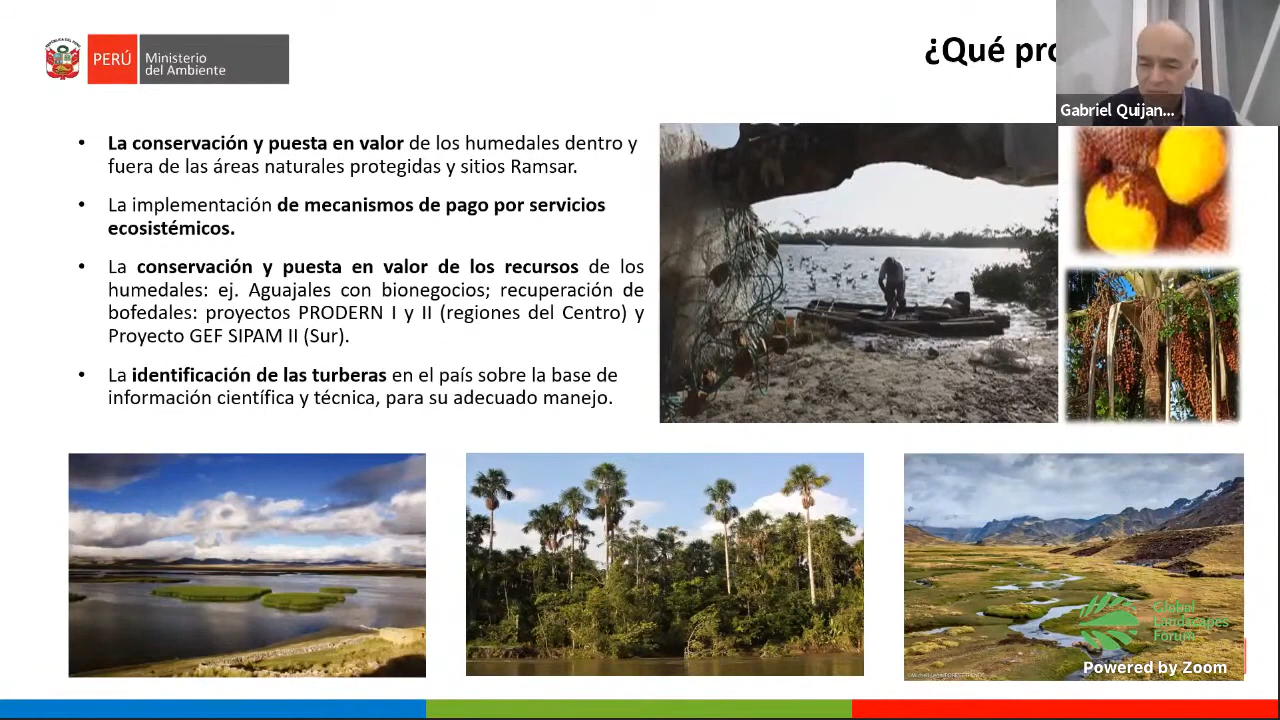 PERÚ
Ministerio
del Ambiente
¿Qué pro
Gabriel Quijan...
• La conservación y puesta en valor de los humedales dentro y
fuera de las áreas naturales protegidas y sitios Ramsar.
• La implementación de mecanismos de pago por servicios
ecosistémicos.
• La conservación y puesta en valor de los recursos de los
humedales: ej. Aguajales con bionegocios; recuperación de
bofedales: proyectos PRODERN I y II (regiones del Centro) y
Proyecto GEF SIPAM II (Sur).
• La identificación de las turberas en el país sobre la base de
información científica y técnica, para su adecuado manejo.
Global
Landscapes
Forum
Powered by Zoom